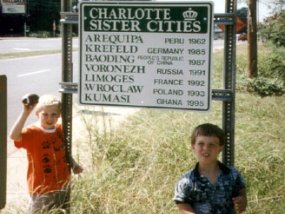 CHARLOTTE
SISTER CITIES
AREQUIPA PERU 1962
KREFELD GERMANY 1985
BAODING PEOPLE'S REPUBLIC OF CHINA 1987
VORONEZH RUSSIA 1991
LIMOGES FRANCE 1992
WROCLAW POLAND 1993
KUMASI GHANA 1995